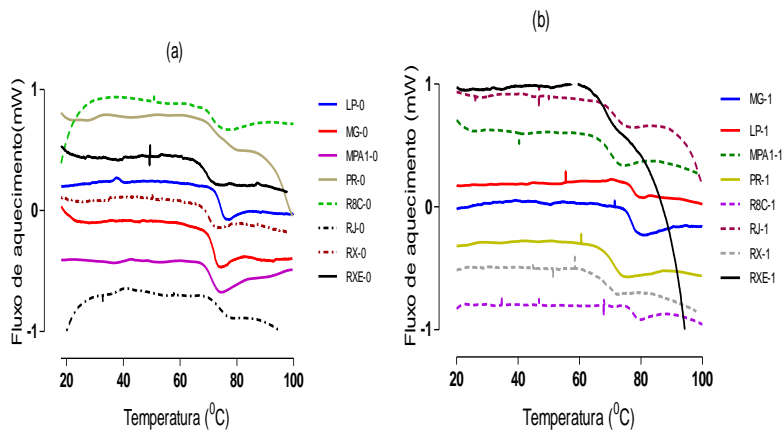 (a)
Fluxo de aquecimento(mW)
1
0
-1
20 40 60 80 100
Temperatura (⁰C)
LP-0
MG-0
MPA1-0
PR-0
R8C-0
RJ-0
RX-0
RXE-0
(b)
Fluxo de aquecimento (mW)
1
0
-1
20 40 60 80 100
Temperatura (⁰C)
MG-1
LP-1
MPA1-1
PR-1
R8C-1
RJ-1
RX-1
RXE-1